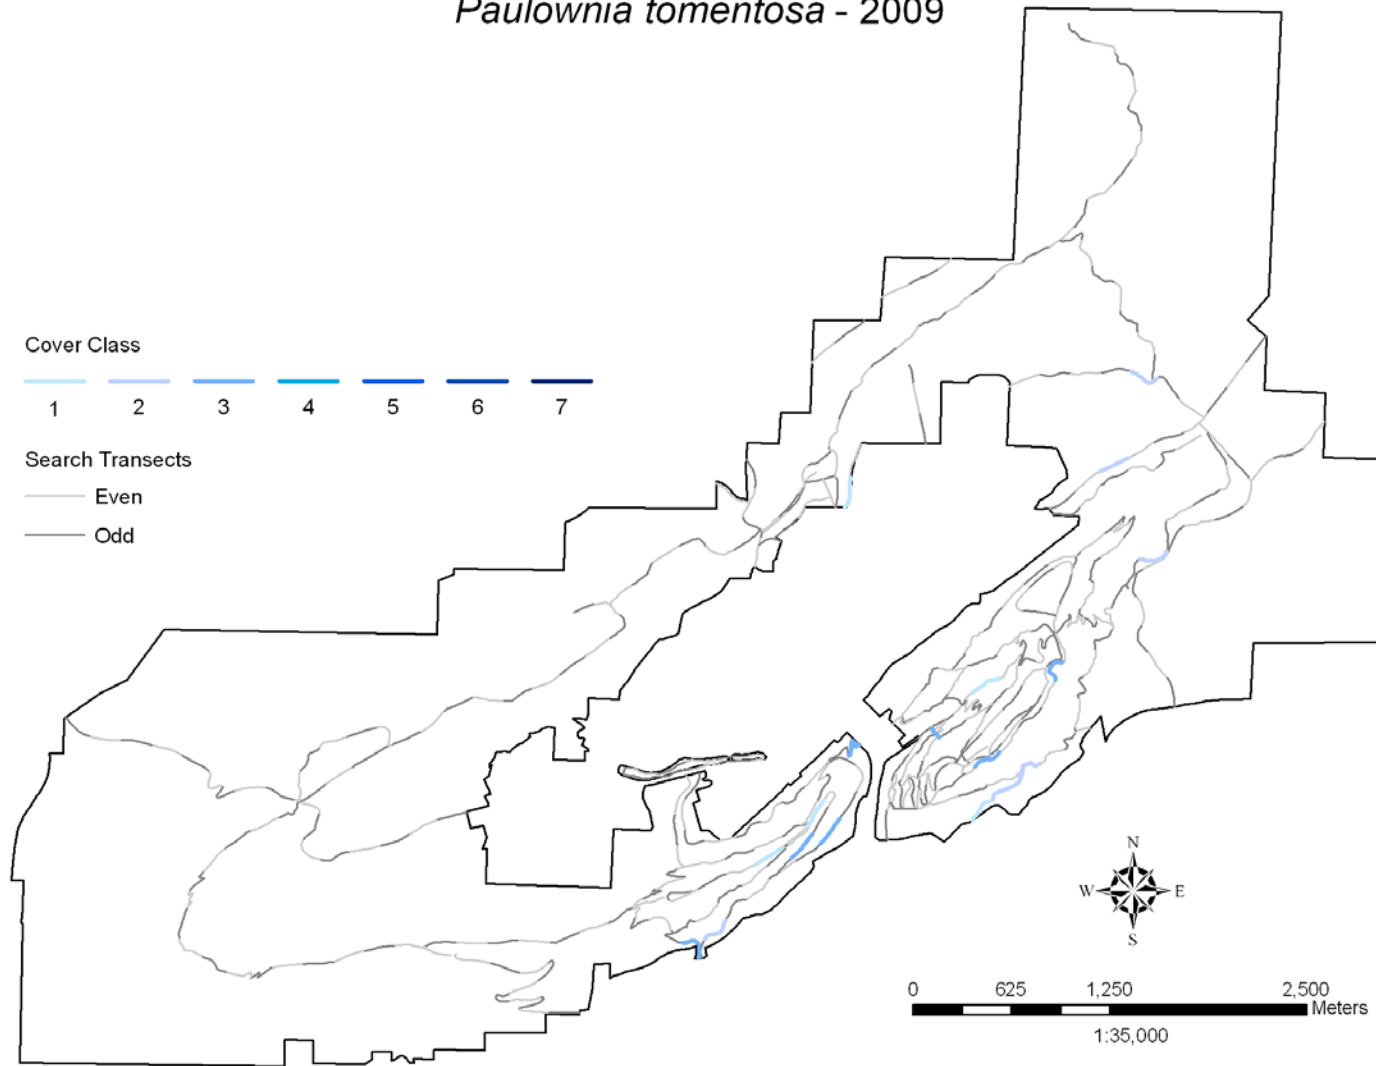 Paulownia tomentosa - 2009
Cover Class
1 2 3 4 5 6 7
Search Transects
Even
Odd
N
W E
S
0 625 1,250 2,500
Meters
1:35,000